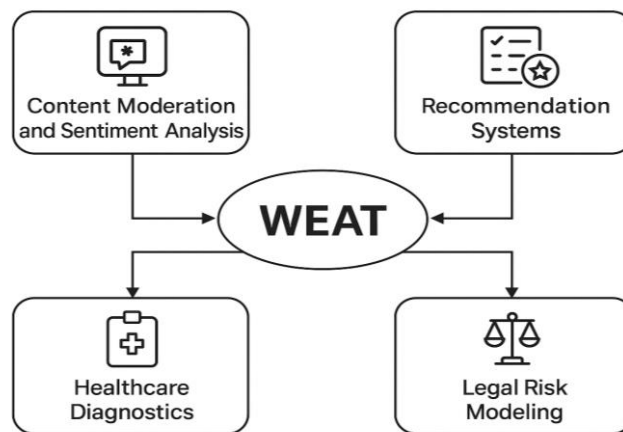 Content Moderation
and Sentiment Analysis
Recommendation
Systems
WEAT
Healthcare
Diagnostics
Legal Risk
Modeling